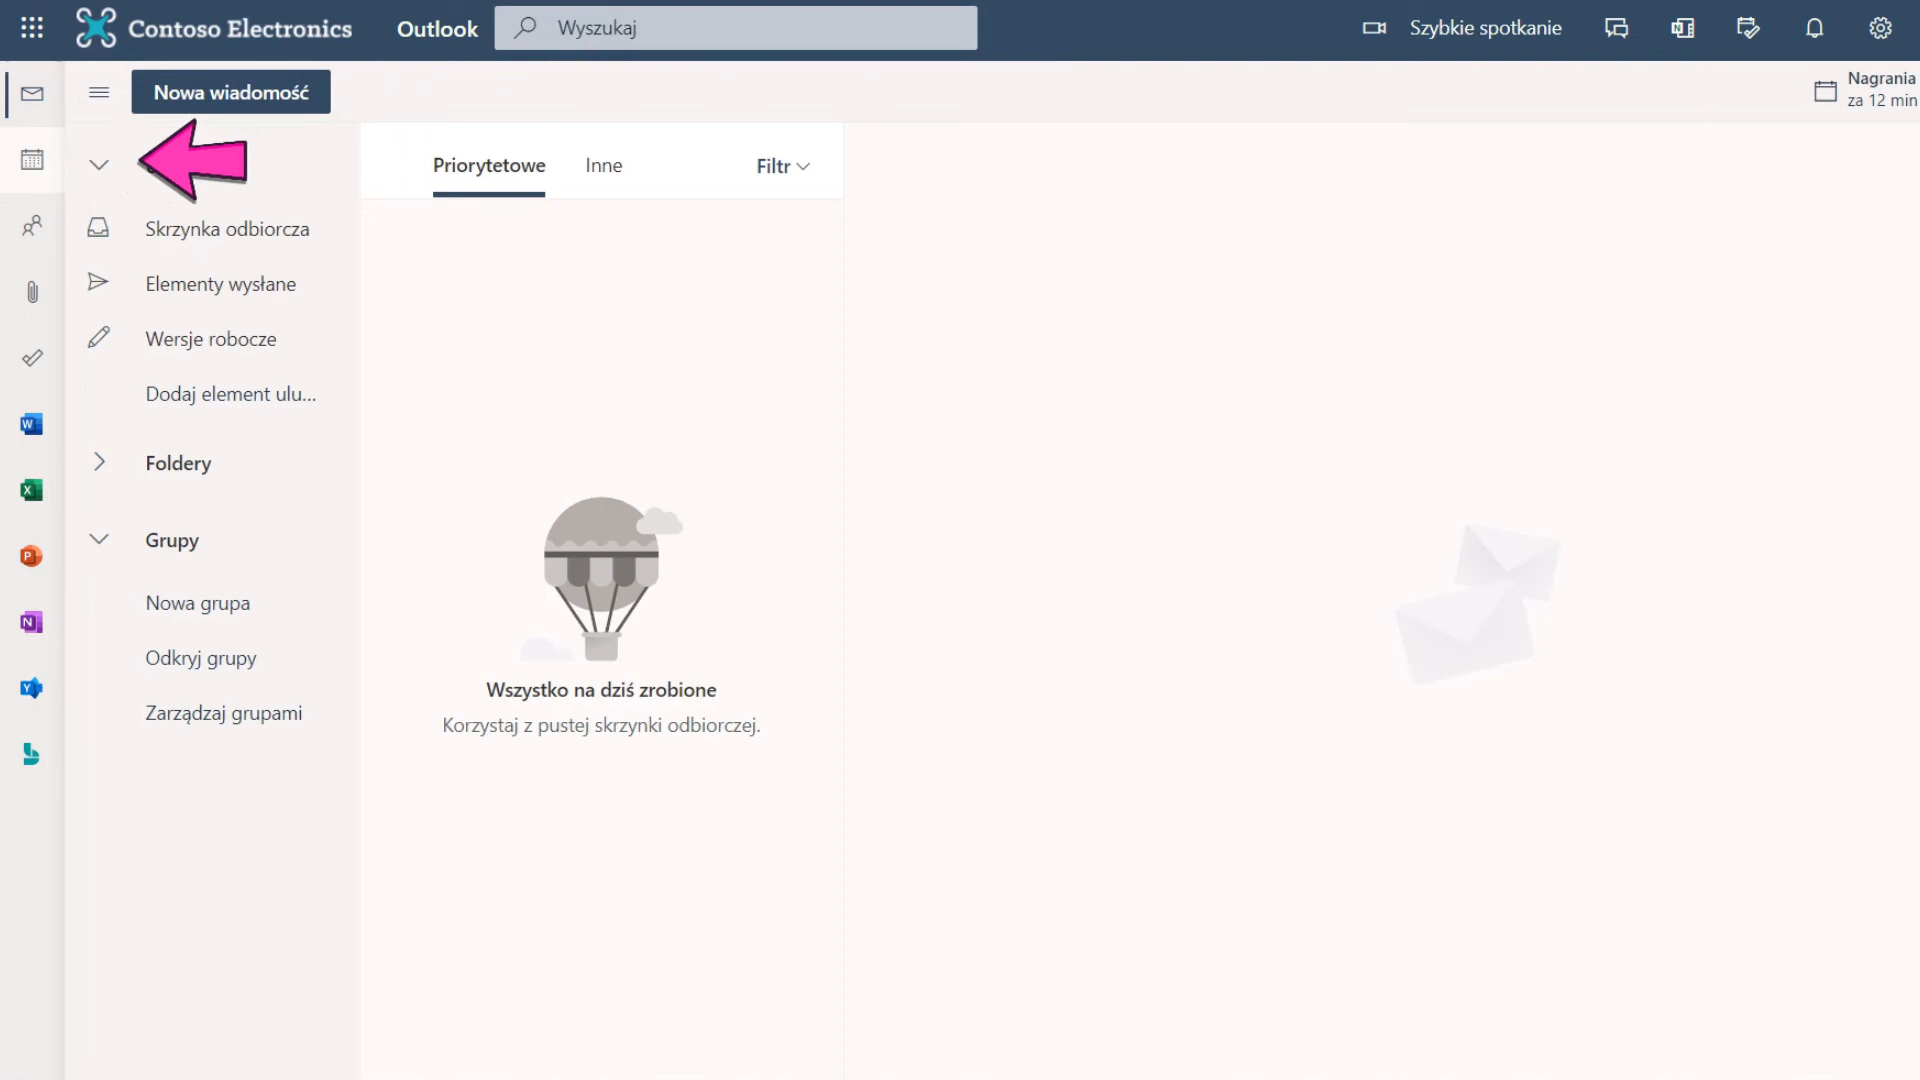 Contoso Electronics
Outlook
Wyszukaj
Szybkie spotkanie
Nowa wiadomość
Nagrania
za 12 min
Priorytetowe
Inne
Filtr
Skrzynka odbiorcza
Elementy wysłane
Wersje robocze
Dodaj element ulu...
Foldery
Grupy
Nowa grupa
Odkryj grupy
Zarządzaj grupami
Wszystko na dziś zrobione
Korzystaj z pustej skrzynki odbiorczej.